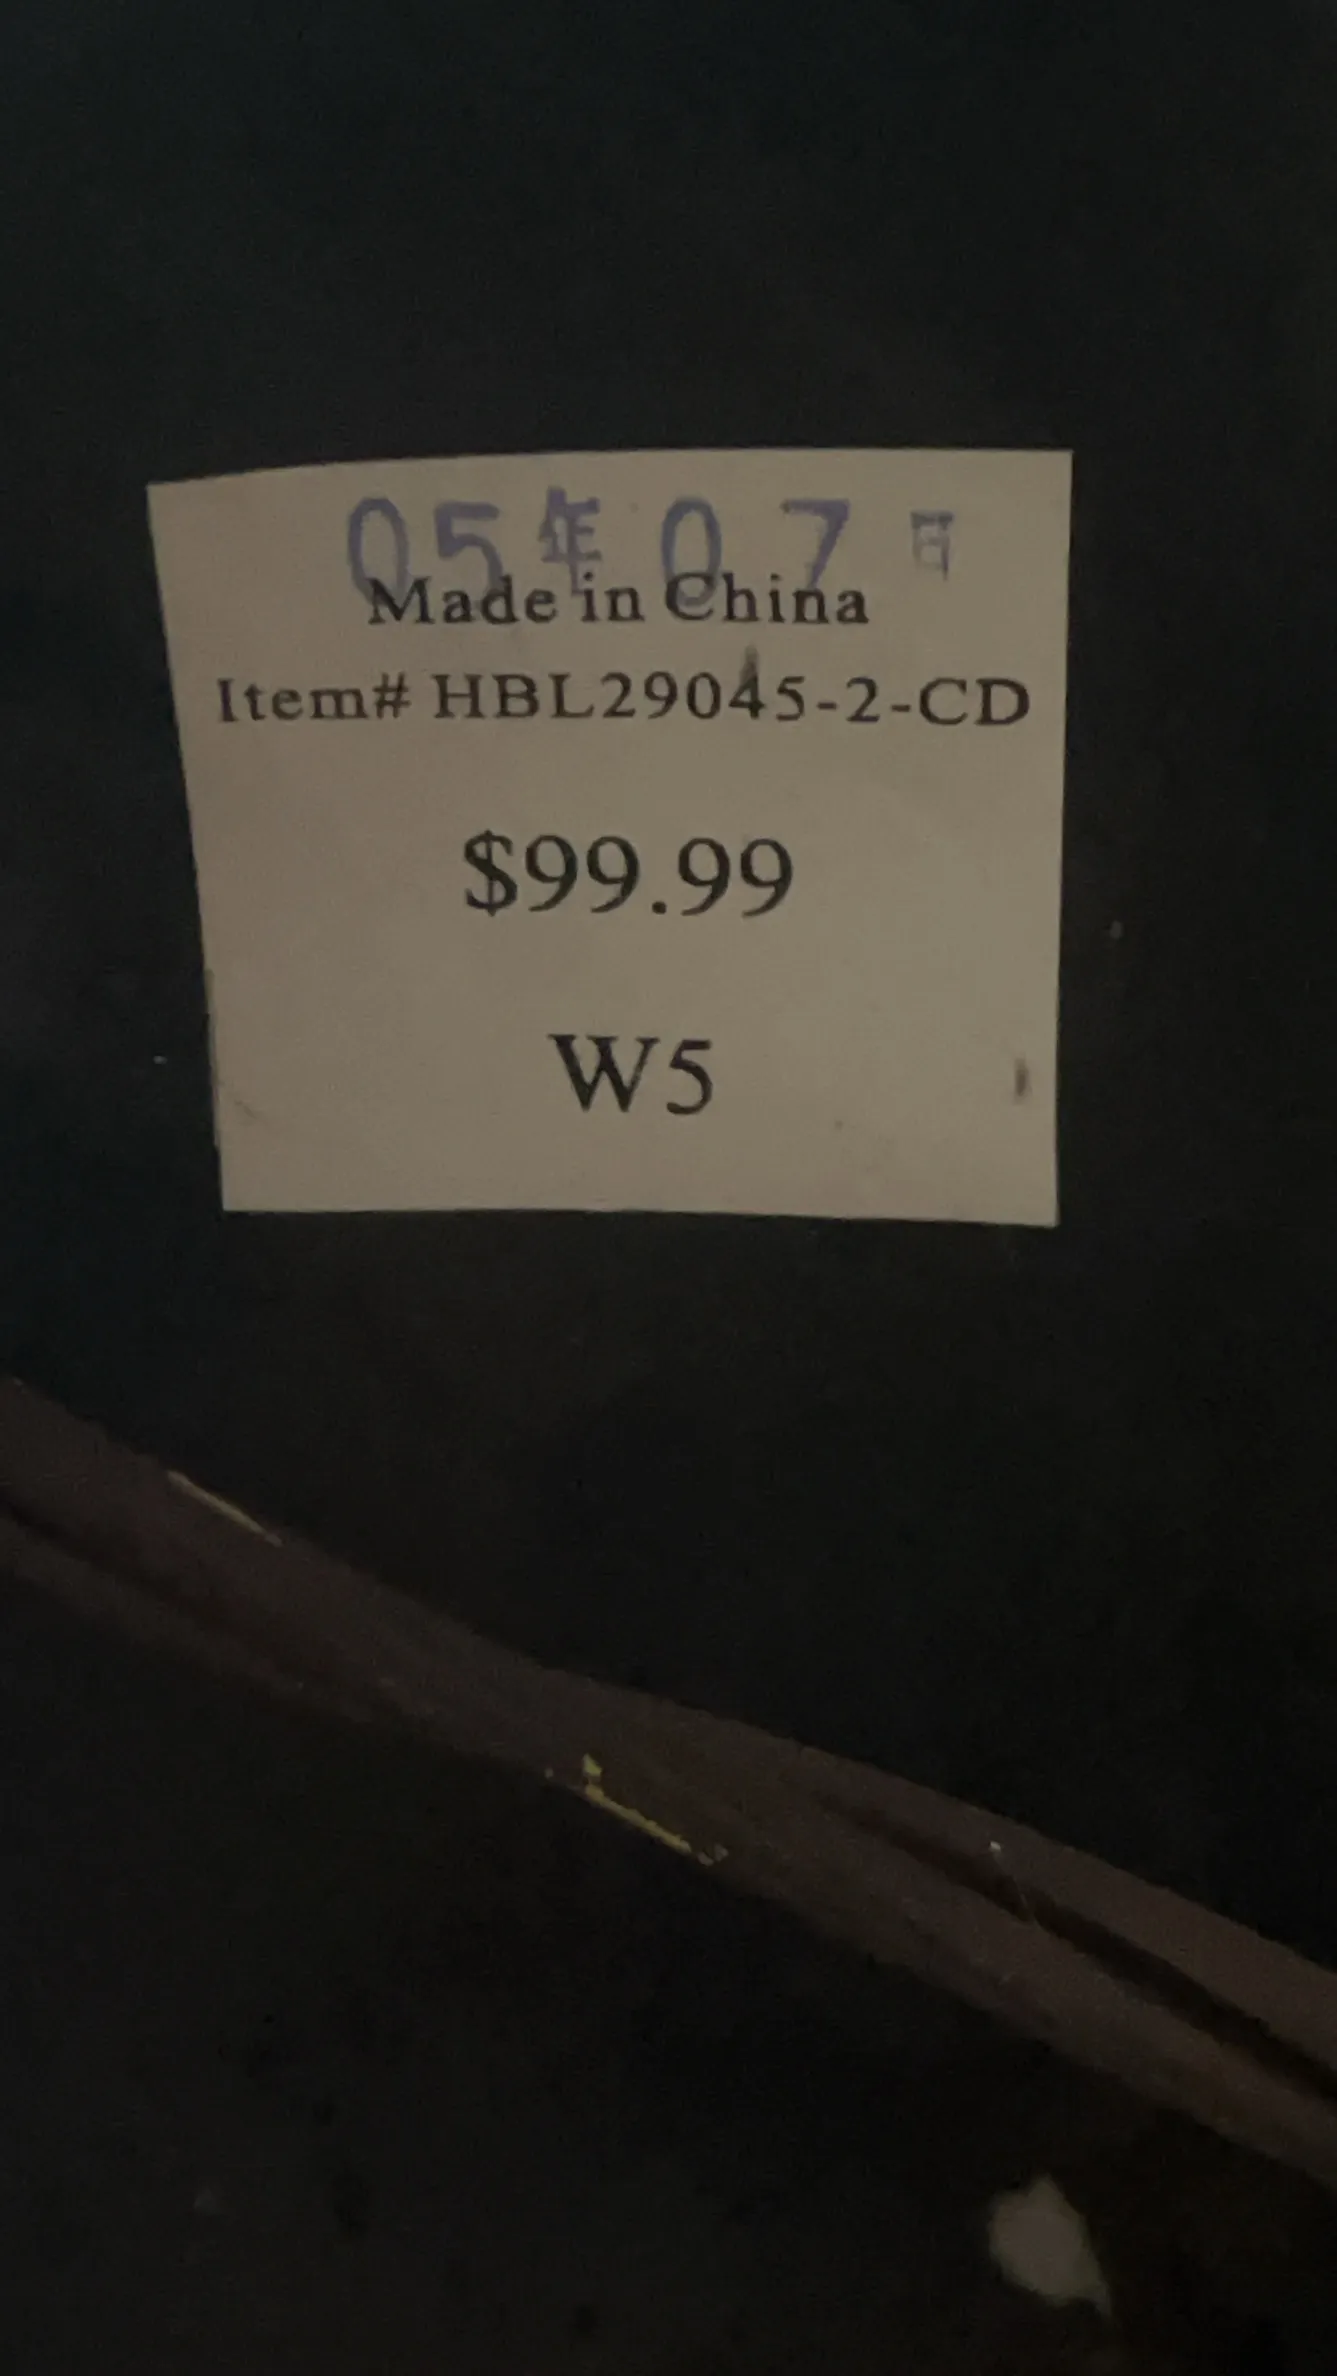 05年07月
Made in China
Item# HBL29045-2-CD
$99.99
W5